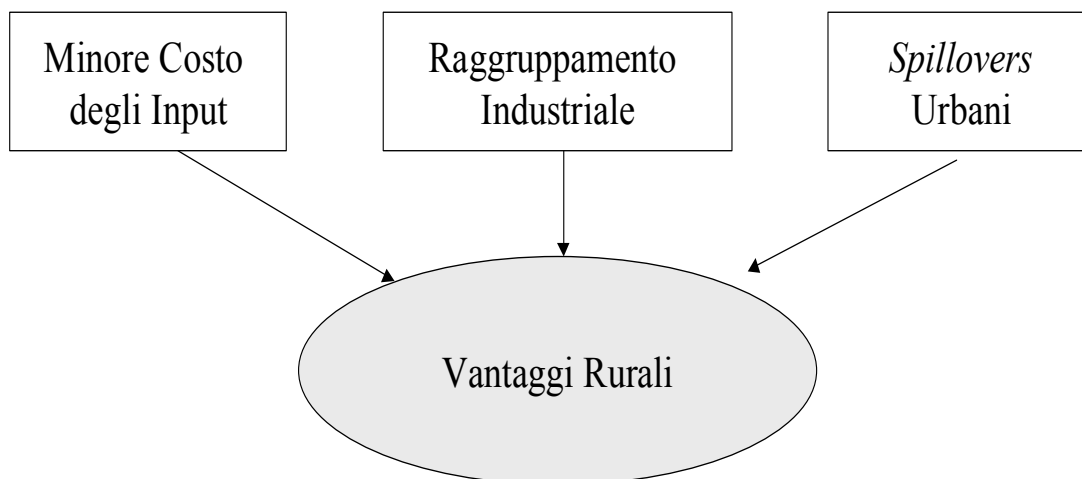 Minore Costo
degli Input
Raggruppamento
Industriale
Spillovers
Urbani
Vantaggi Rurali